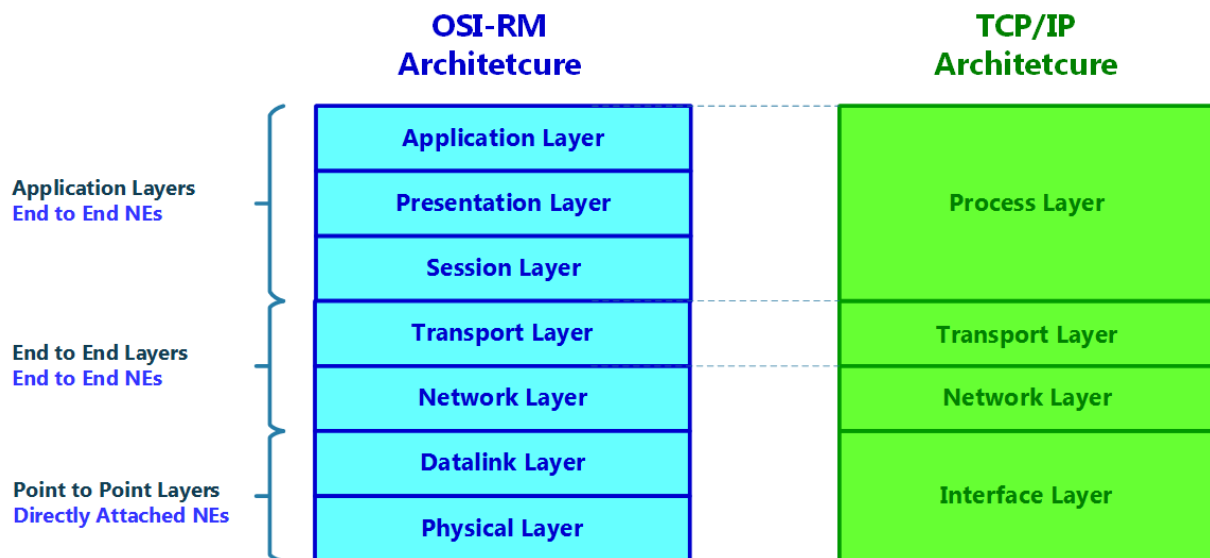 OSI-RM
Architetcure
TCP/IP
Architetcure
Application Layers
End to End NEs
Application Layer
Presentation Layer
Session Layer
Process Layer
End to End Layers
End to End NEs
Transport Layer
Network Layer
Transport Layer
Network Layer
Point to Point Layers
Directly Attached NEs
Datalink Layer
Physical Layer
Interface Layer